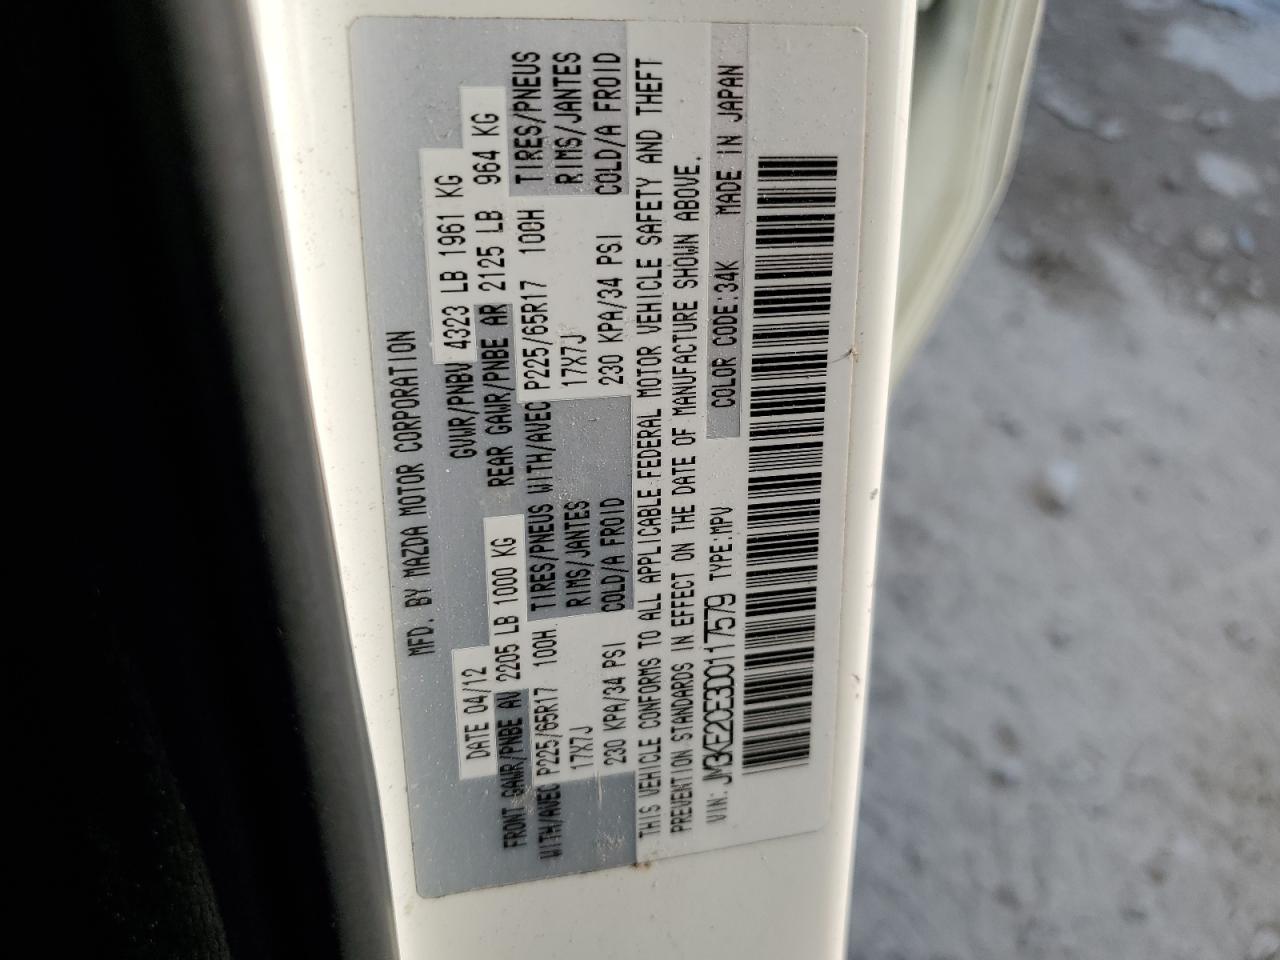 MFD. BY MAZDA MOTOR CORPORATION
DATE 04/12 GVWR/PNBV 4323 LB 1961 KG
FRONT GAWR/PNBE AV 2205 LB 1000 KG REAR GAWR/PNBE AR 2125 LB 964 KG
WITH/AVEC P225/65R17 100H TIRES/PNEUS WITH/AVEC P225/65R17 100H TIRES/PNEUS
17X7J RIMS/JANTES 17X7J RIMS/JANTES
230 KPA/34 PSI COLD/A FROID 230 KPA/34 PSI COLD/A FROID
THIS VEHICLE CONFORMS TO ALL APPLICABLE FEDERAL MOTOR VEHICLE SAFETY AND THEFT
PREVENTION STANDARDS IN EFFECT ON THE DATE OF MANUFACTURE SHOWN ABOVE.
VIN: JM3KE2CE3D0117579 TYPE:MPV COLOR CODE:34K MADE IN JAPAN